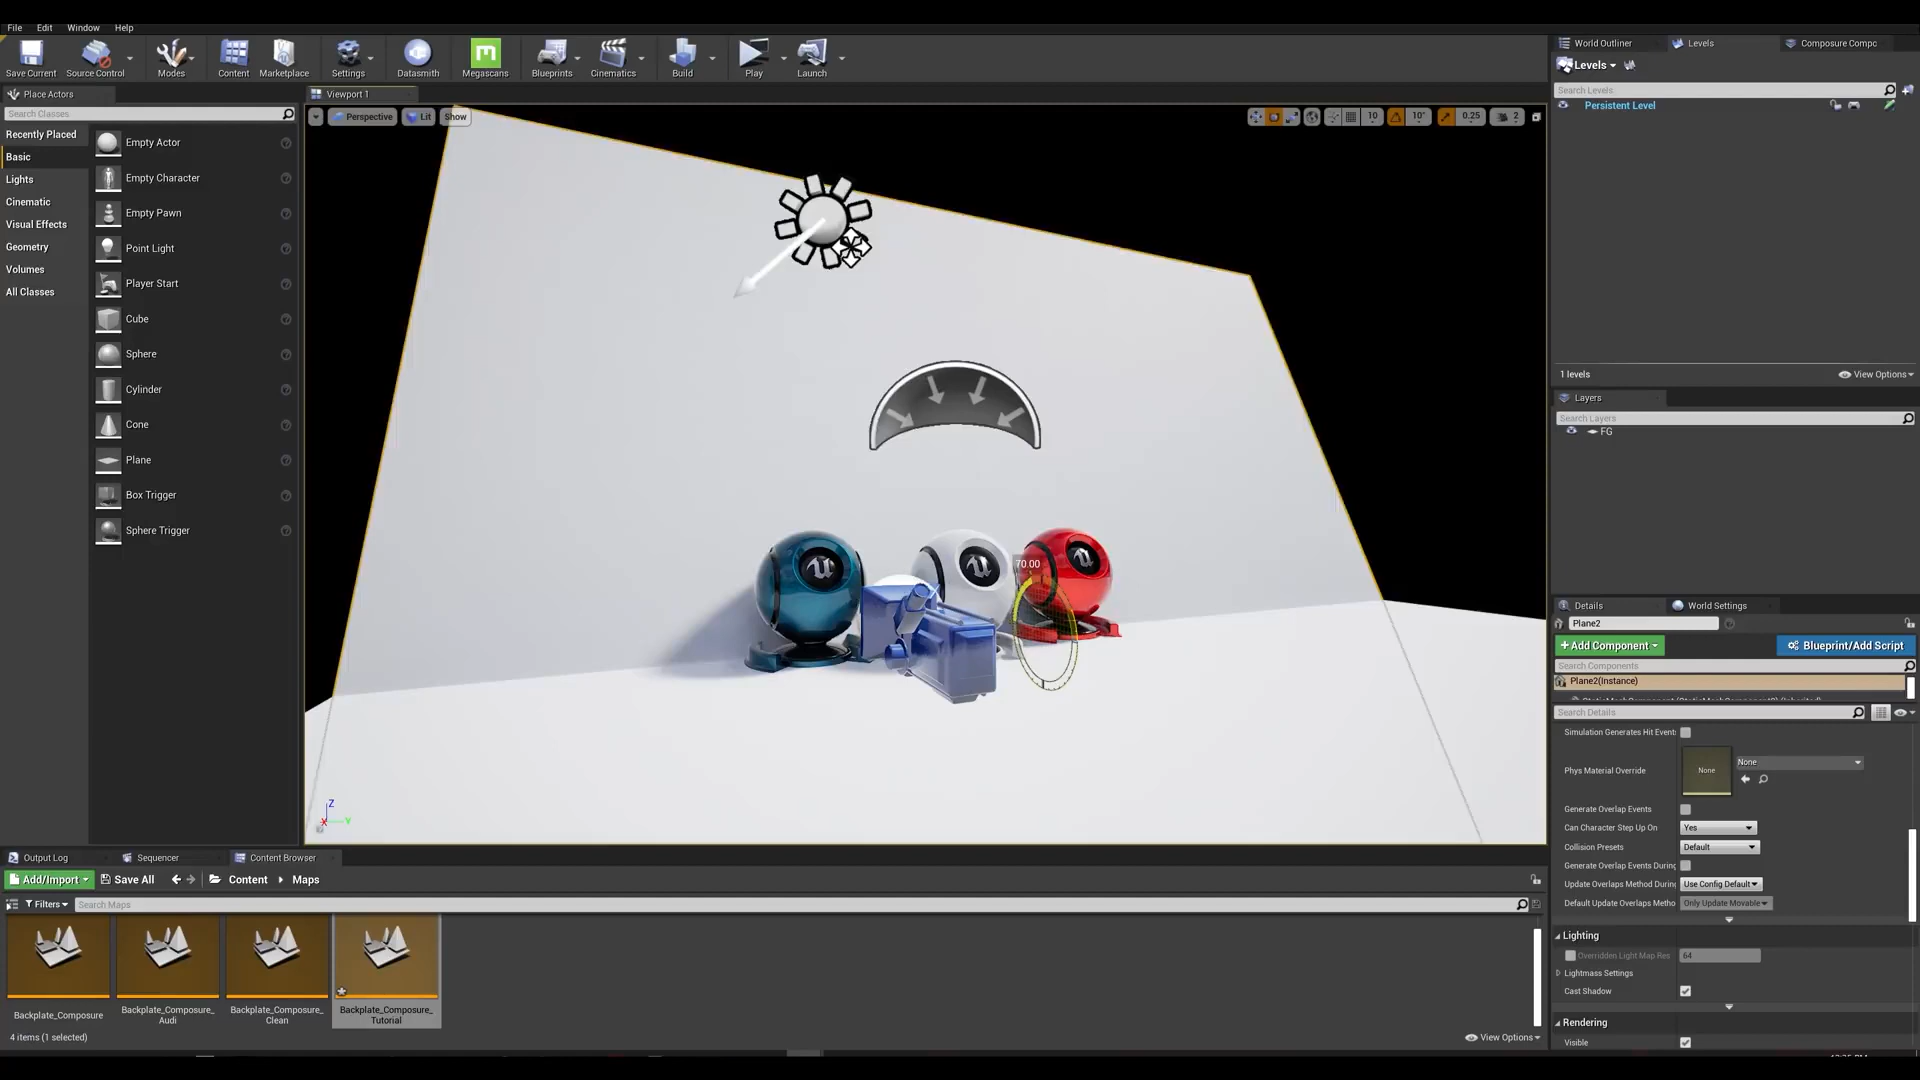 File Edit Window Help
Save Current Source Control Modes Content Marketplace Settings Datasmith Megascans Blueprints Cinematics Build Play Launch
World Outliner Levels Composure Compc
Levels
Place Actors
Viewport 1
Search Classes
Perspective Lit Show
10 10° 0.25 2
Search Levels
Persistent Level
Recently Placed
Basic
Lights
Cinematic
Visual Effects
Geometry
Volumes
All Classes
Empty Actor
Empty Character
Empty Pawn
Point Light
Player Start
Cube
Sphere
Cylinder
Cone
Plane
Box Trigger
Sphere Trigger
70.00
Z
X Y
1 levels View Options
Layers
Search Layers
FG
Details World Settings
Plane2
+Add Component Blueprint/Add Script
Search Components
Plane2(Instance)
Search Details
Simulation Generates Hit Event
Phys Material Override None None
Generate Overlap Events
Can Character Step Up On Yes
Collision Presets Default
Generate Overlap Events During
Update Overlaps Method During Use Config Default
Default Update Overlaps Metho Only Update Movable
Lighting
Overridden Light Map Res 64
Lightmass Settings
Cast Shadow
Rendering
Visible
Output Log Sequencer Content Browser
Add/Import Save All Content Maps
Filters Search Maps
Backplate_Composure
Backplate_Composure_
Audi
Backplate_Composure_
Clean
Backplate_Composure_
Tutorial
4 items (1 selected) View Options